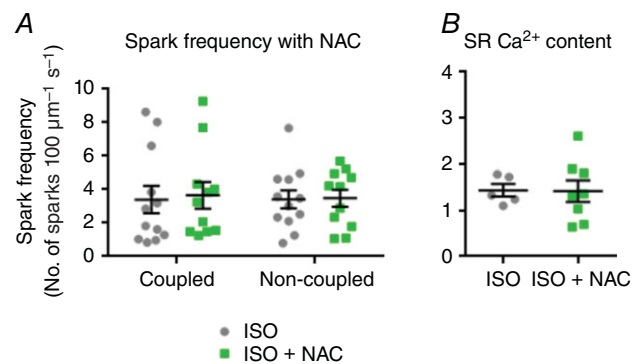 A
Spark frequency with NAC
Spark frequency
(No. of sparks 100 µm⁻¹ s⁻¹)
10
8
6
4
2
0
Coupled
Non-coupled
ISO
ISO + NAC
B
SR Ca²⁺ content
4
3
2
1
0
ISO
ISO + NAC